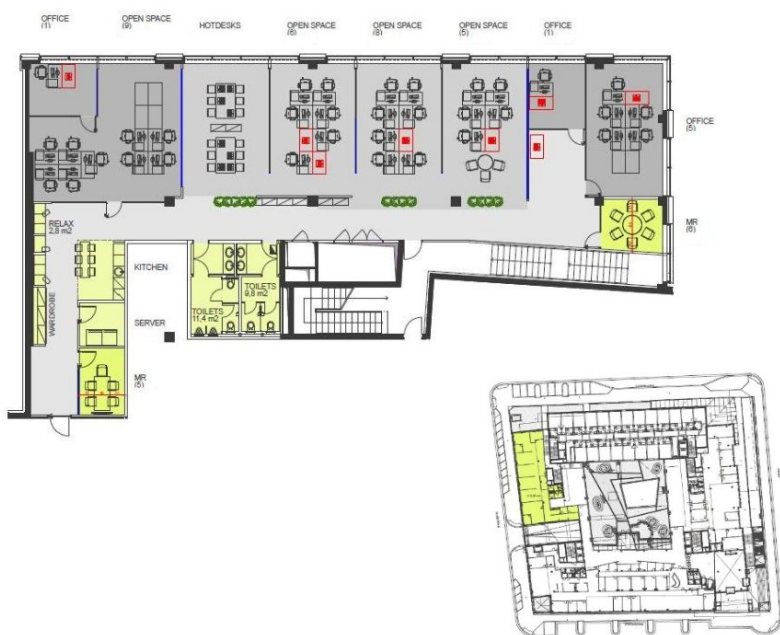 OFFICE
(1)
OPEN SPACE
(9)
HOTDESKS
OPEN SPACE
(6)
OPEN SPACE
(8)
OPEN SPACE
(5)
OFFICE
(1)
OFFICE
(5)
MR
(6)
RELAX
2,8 m2
KITCHEN
WARDROBE
SERVER
TOILETS
9,8 m2
TOILETS
11,4 m2
MR
(5)